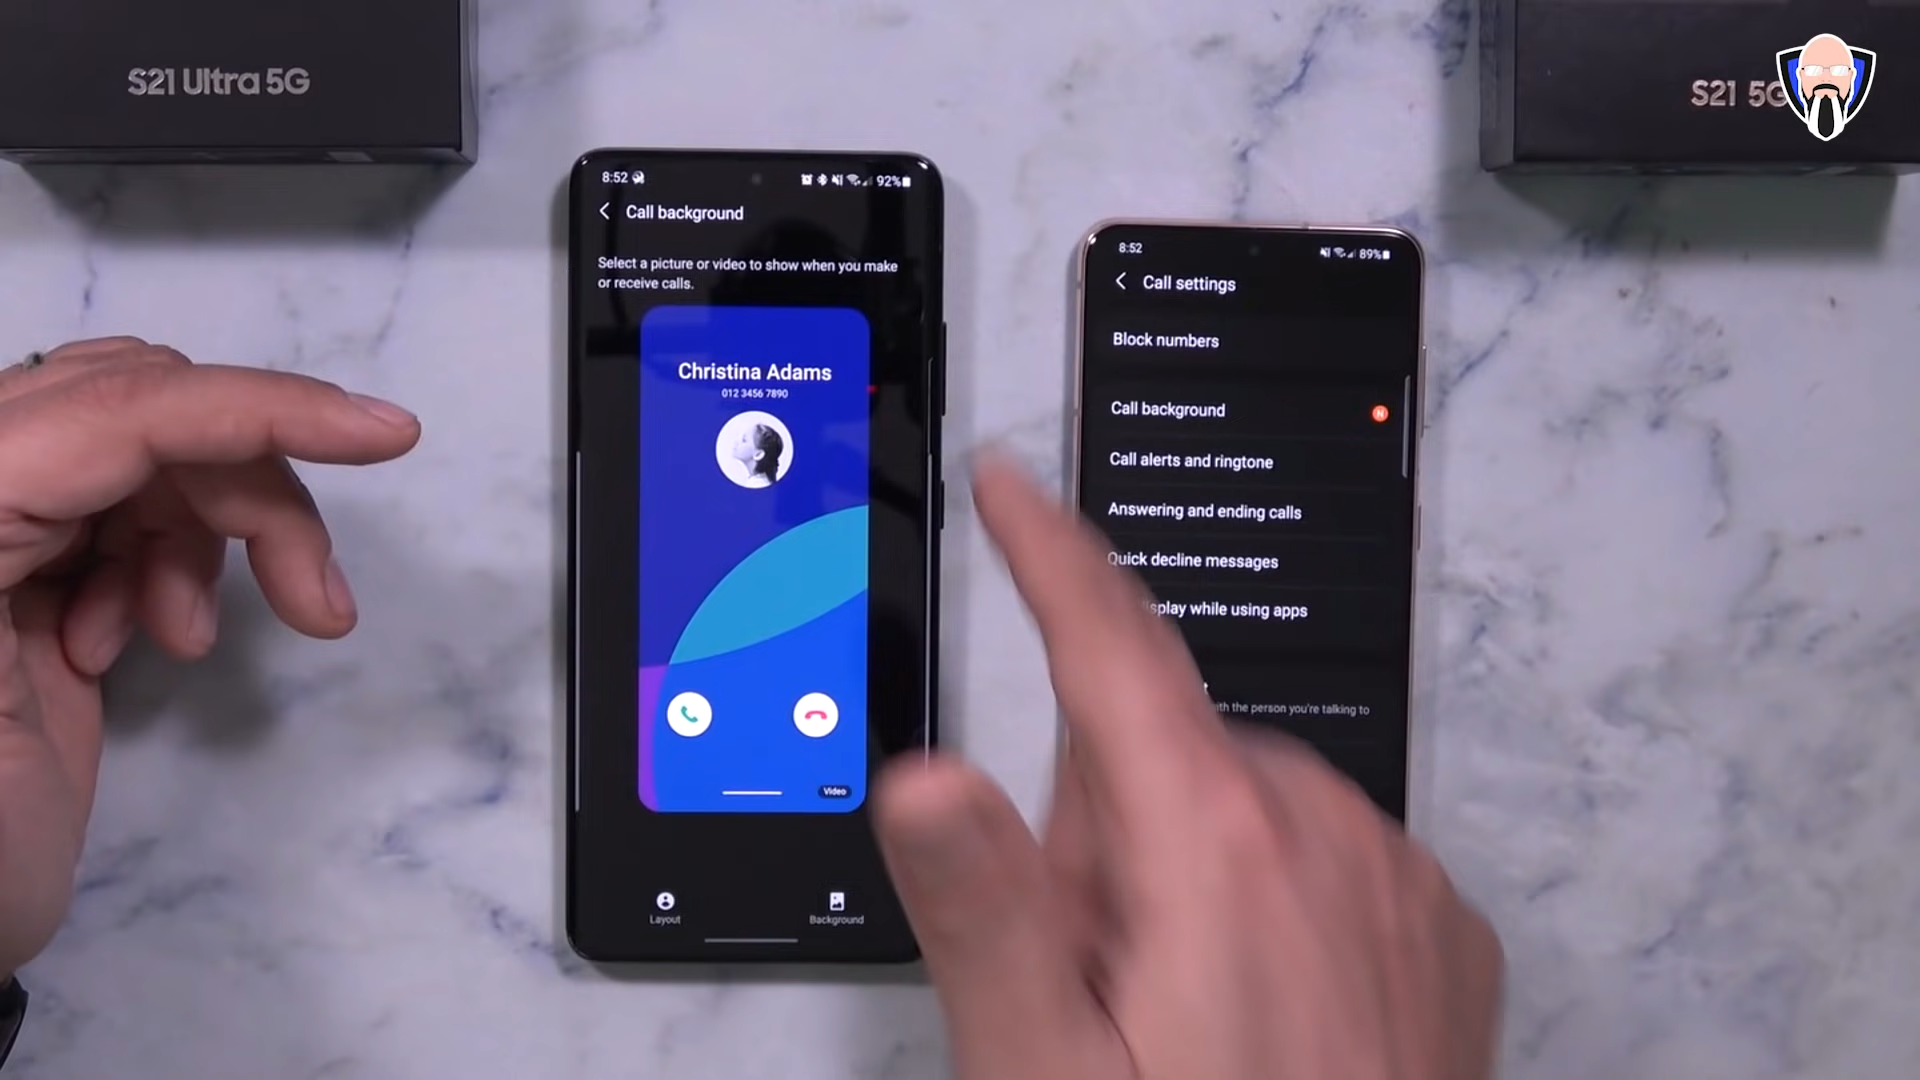 S21 Ultra 5G
S21 5G
8:52
92%
Call background
Select a picture or video to show when you make
or receive calls.
Christina Adams
012 3456 7890
Video
Layout
Background
8:52
89%
Call settings
Block numbers
Call background
N
Call alerts and ringtone
Answering and ending calls
Quick decline messages
display while using apps
the person you're talking to